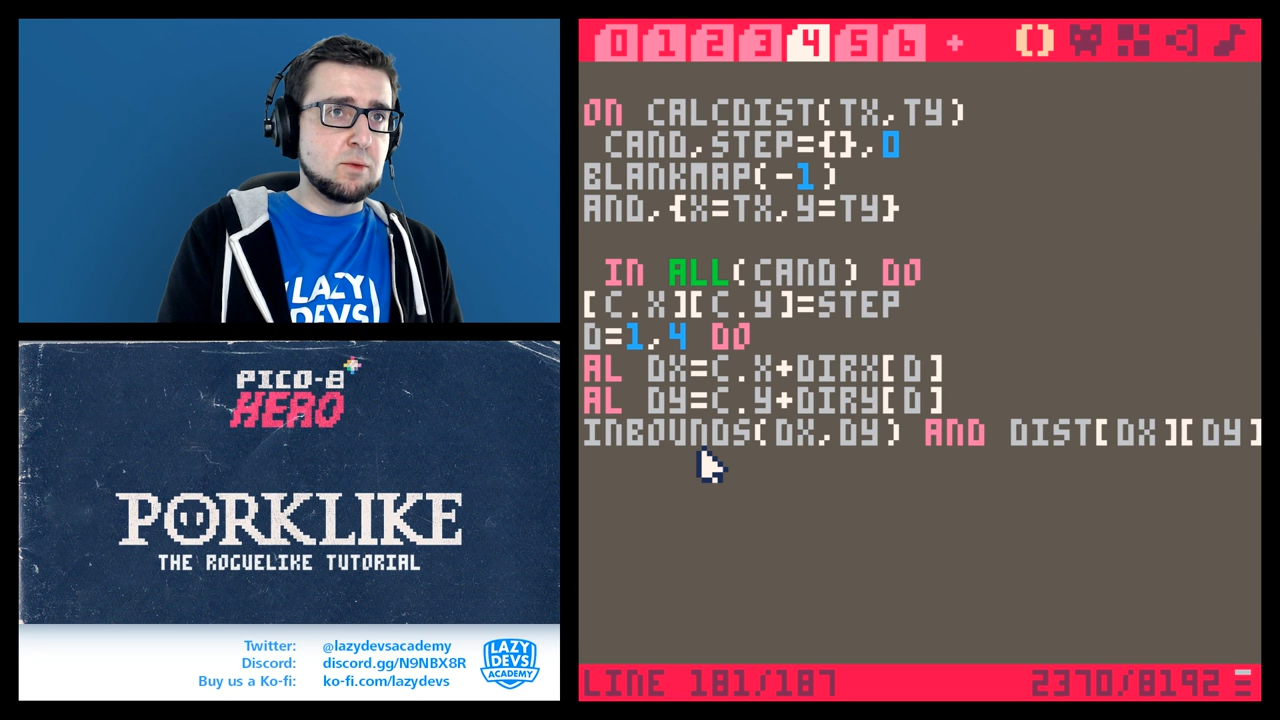 LAZY
DEVS
PICO-8
HERO
PORKLIKE
THE ROGUELIKE TUTORIAL
Twitter: @lazydevsacademy
Discord: discord.gg/N9NBX8R
Buy us a Ko-fi: ko-fi.com/lazydevs
LAZY
DEVS
ACADEMY
0 1 2 3 4 5 6 +
ON CALCDIST(TX,TY)
CAND,STEP={},0
BLANKMAP(-1)
AND,{X=TX,Y=TY}
IN ALL(CAND) DO
[C.X][C.Y]=STEP
D=1,4 DO
AL DX=C.X+DIRX[D]
AL DY=C.Y+DIRY[D]
INBOUNDS(DX,DY) AND DIST[DX][DY]
LINE 181/187 2370/8192